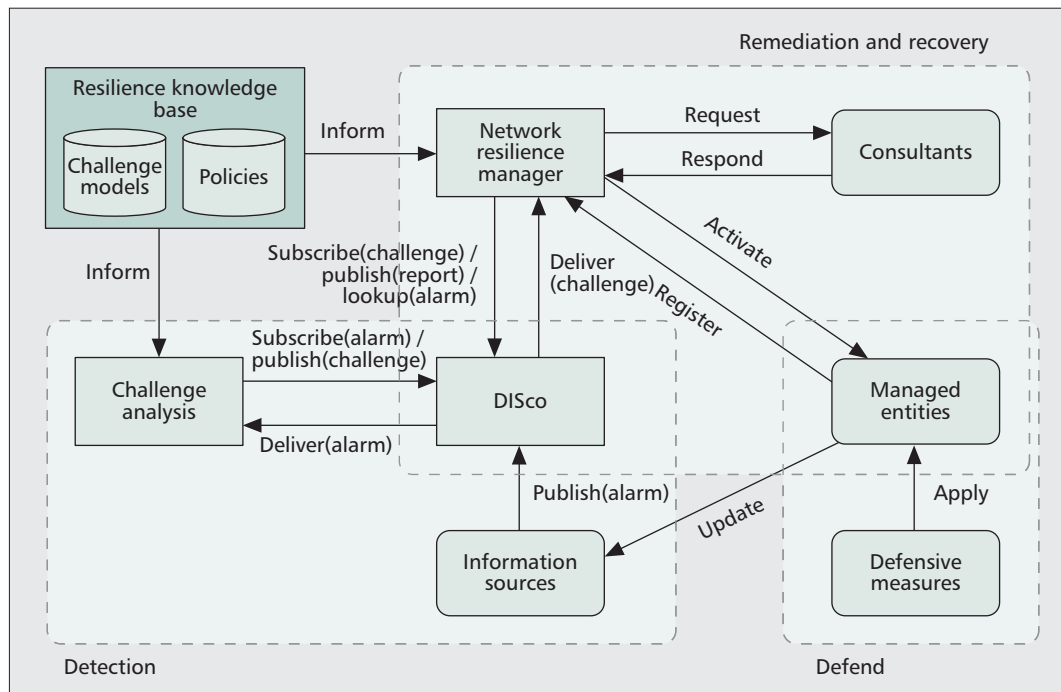 Remediation and recovery
Resilience knowledge
base
Challenge
models
Policies
Inform
Network
resilience
manager
Request
Respond
Consultants
Inform
Subscribe(challenge) /
publish(report) /
lookup(alarm)
Deliver
(challenge)
Activate
Register
Subscribe(alarm) /
publish(challenge)
Challenge
analysis
DISco
Managed
entities
Deliver(alarm)
Publish(alarm)
Update
Apply
Information
sources
Defensive
measures
Detection
Defend